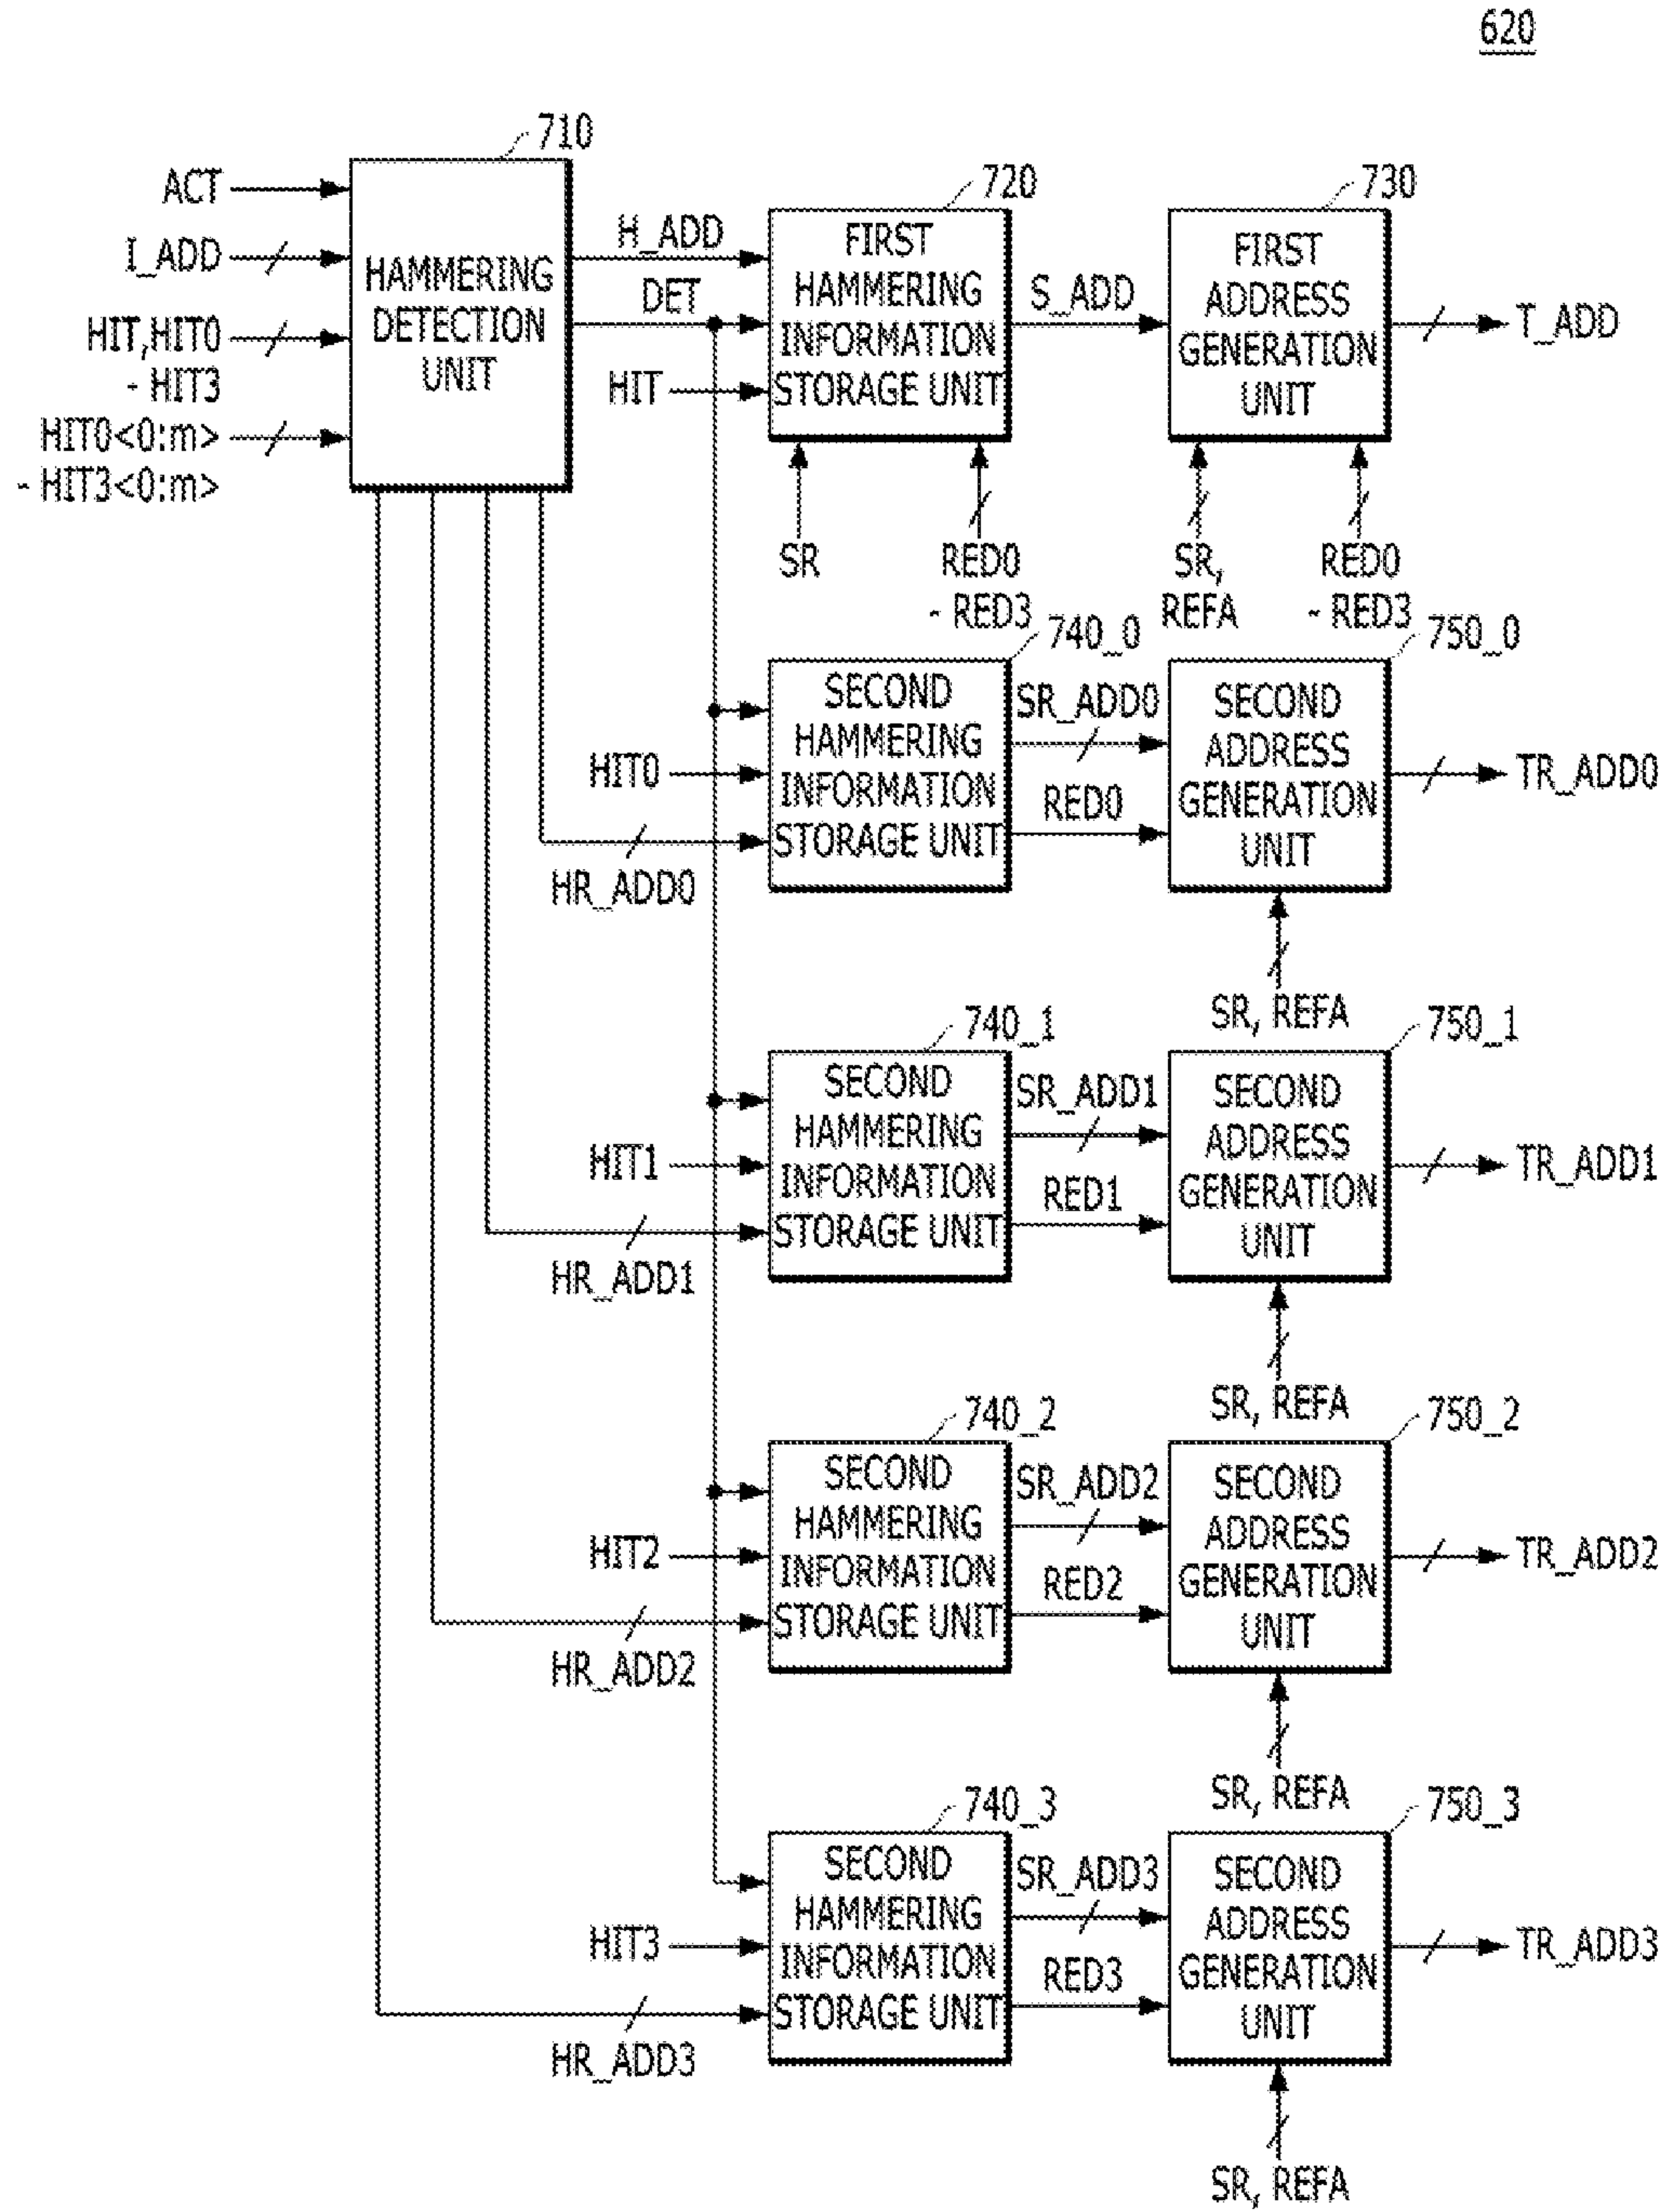 620
710
ACT
I_ADD
HIT,HIT0
- HIT3
HIT0<0:m>
- HIT3<0:m>
HAMMERING
DETECTION
UNIT
H_ADD
DET
HIT
720
FIRST
HAMMERING
INFORMATION
STORAGE UNIT
SR
RED0
- RED3
S_ADD
730
FIRST
ADDRESS
GENERATION
UNIT
SR,
REFA
RED0
- RED3
T_ADD
740_0
SECOND
HAMMERING
INFORMATION
STORAGE UNIT
HIT0
HR_ADD0
SR_ADD0
RED0
750_0
SECOND
ADDRESS
GENERATION
UNIT
TR_ADD0
SR, REFA
740_1
SECOND
HAMMERING
INFORMATION
STORAGE UNIT
HIT1
HR_ADD1
SR_ADD1
RED1
750_1
SECOND
ADDRESS
GENERATION
UNIT
TR_ADD1
SR, REFA
740_2
SECOND
HAMMERING
INFORMATION
STORAGE UNIT
HIT2
HR_ADD2
SR_ADD2
RED2
750_2
SECOND
ADDRESS
GENERATION
UNIT
TR_ADD2
SR, REFA
740_3
SECOND
HAMMERING
INFORMATION
STORAGE UNIT
HIT3
HR_ADD3
SR_ADD3
RED3
750_3
SECOND
ADDRESS
GENERATION
UNIT
TR_ADD3
SR, REFA